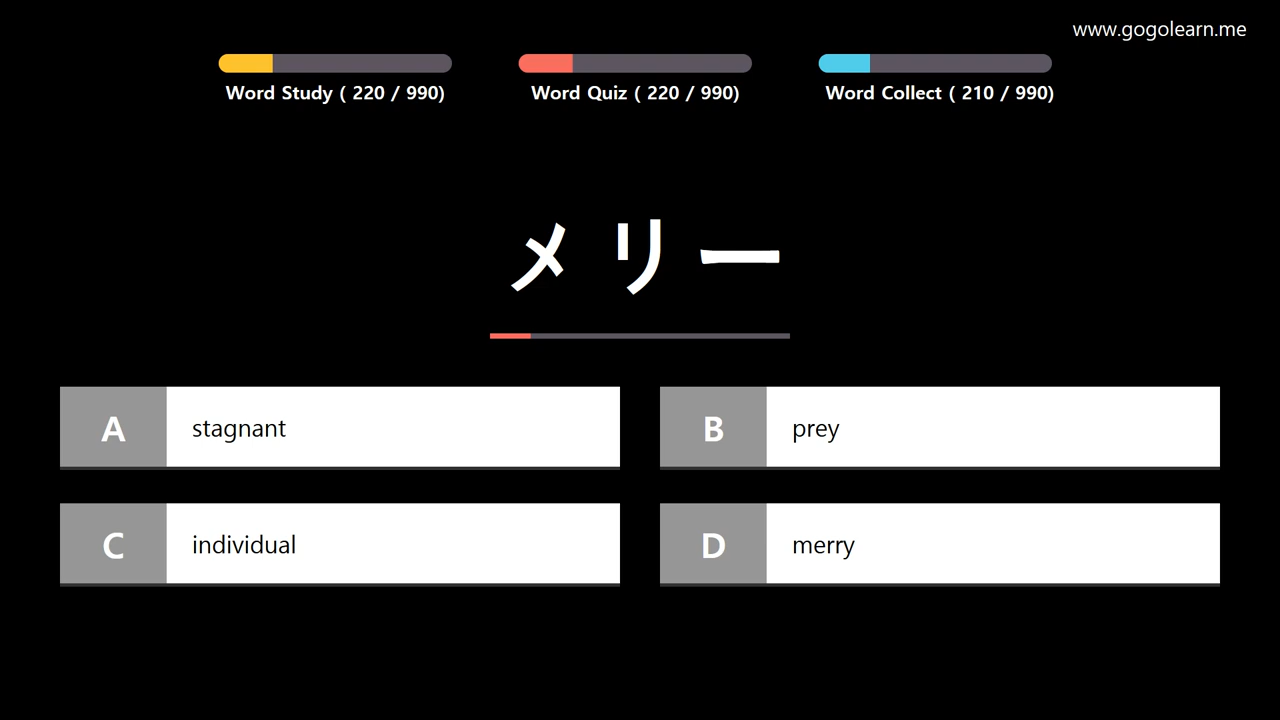 www.gogolearn.me
Word Study ( 220 / 990)
Word Quiz ( 220 / 990)
Word Collect ( 210 / 990)
メリー
A stagnant
B prey
C individual
D merry